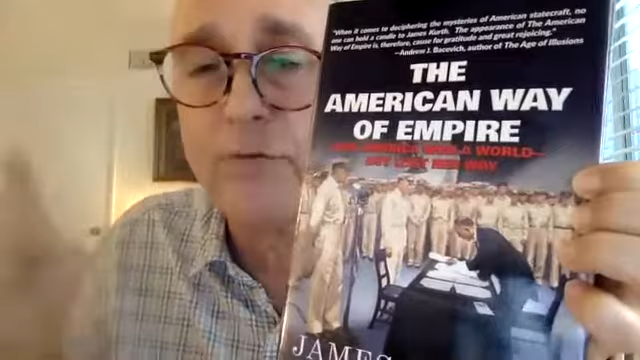 "When it comes to deciphering the mysteries of American statecraft, no
one can hold a candle to James Kurth. The appearance of The American
Way of Empire is, therefore, cause for gratitude and great rejoicing."
—Andrew J. Bacevich, author of The Age of Illusions
THE
AMERICAN WAY
OF EMPIRE
A WORLD—
WAY
JAMES